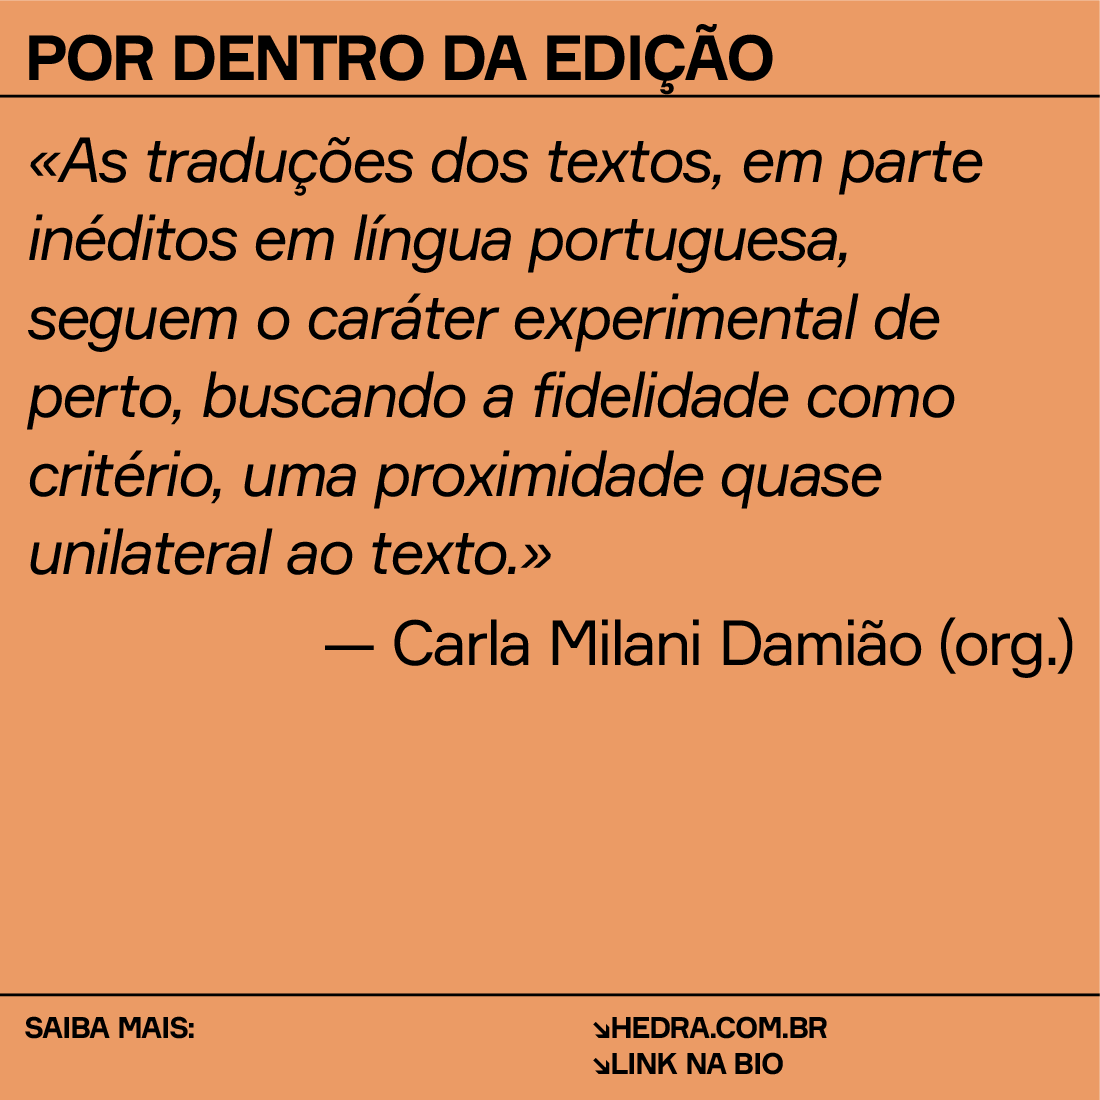 POR DENTRO DA EDIÇÃO
«As traduções dos textos, em parte
inéditos em língua portuguesa,
seguem o caráter experimental de
perto, buscando a fidelidade como
critério, uma proximidade quase
unilateral ao texto.»
— Carla Milani Damião (org.)
SAIBA MAIS:
↘HEDRA.COM.BR
↘LINK NA BIO